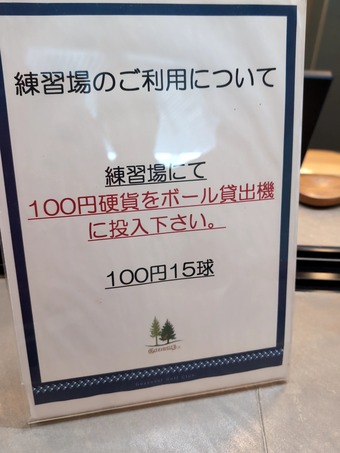 練習場のご利用について
練習場にて
100円硬貨をボール貸出機
に投入下さい。
100円15球